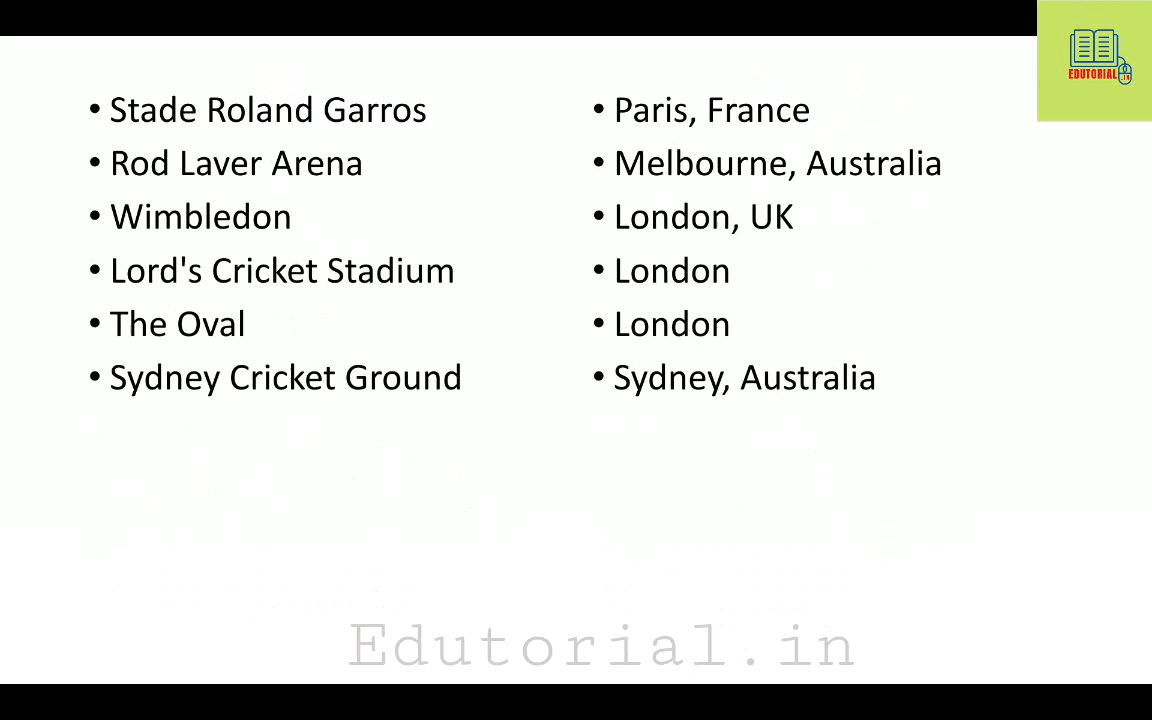 EDUTORIAL.IN
• Stade Roland Garros • Paris, France
• Rod Laver Arena • Melbourne, Australia
• Wimbledon • London, UK
• Lord's Cricket Stadium • London
• The Oval • London
• Sydney Cricket Ground • Sydney, Australia
Edutorial.in